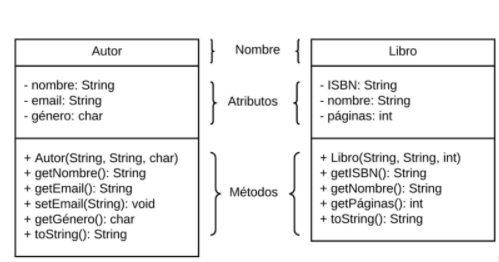 Autor
- nombre: String
- email: String
- género: char
+ Autor(String, String, char)
+ getNombre(): String
+ getEmail(): String
+ setEmail(String): void
+ getGénero(): char
+ toString(): String
Nombre
Atributos
Métodos
Libro
- ISBN: String
- nombre: String
- páginas: int
+ Libro(String, String, int)
+ getISBN(): String
+ getNombre(): String
+ getPáginas(): int
+ toString(): String